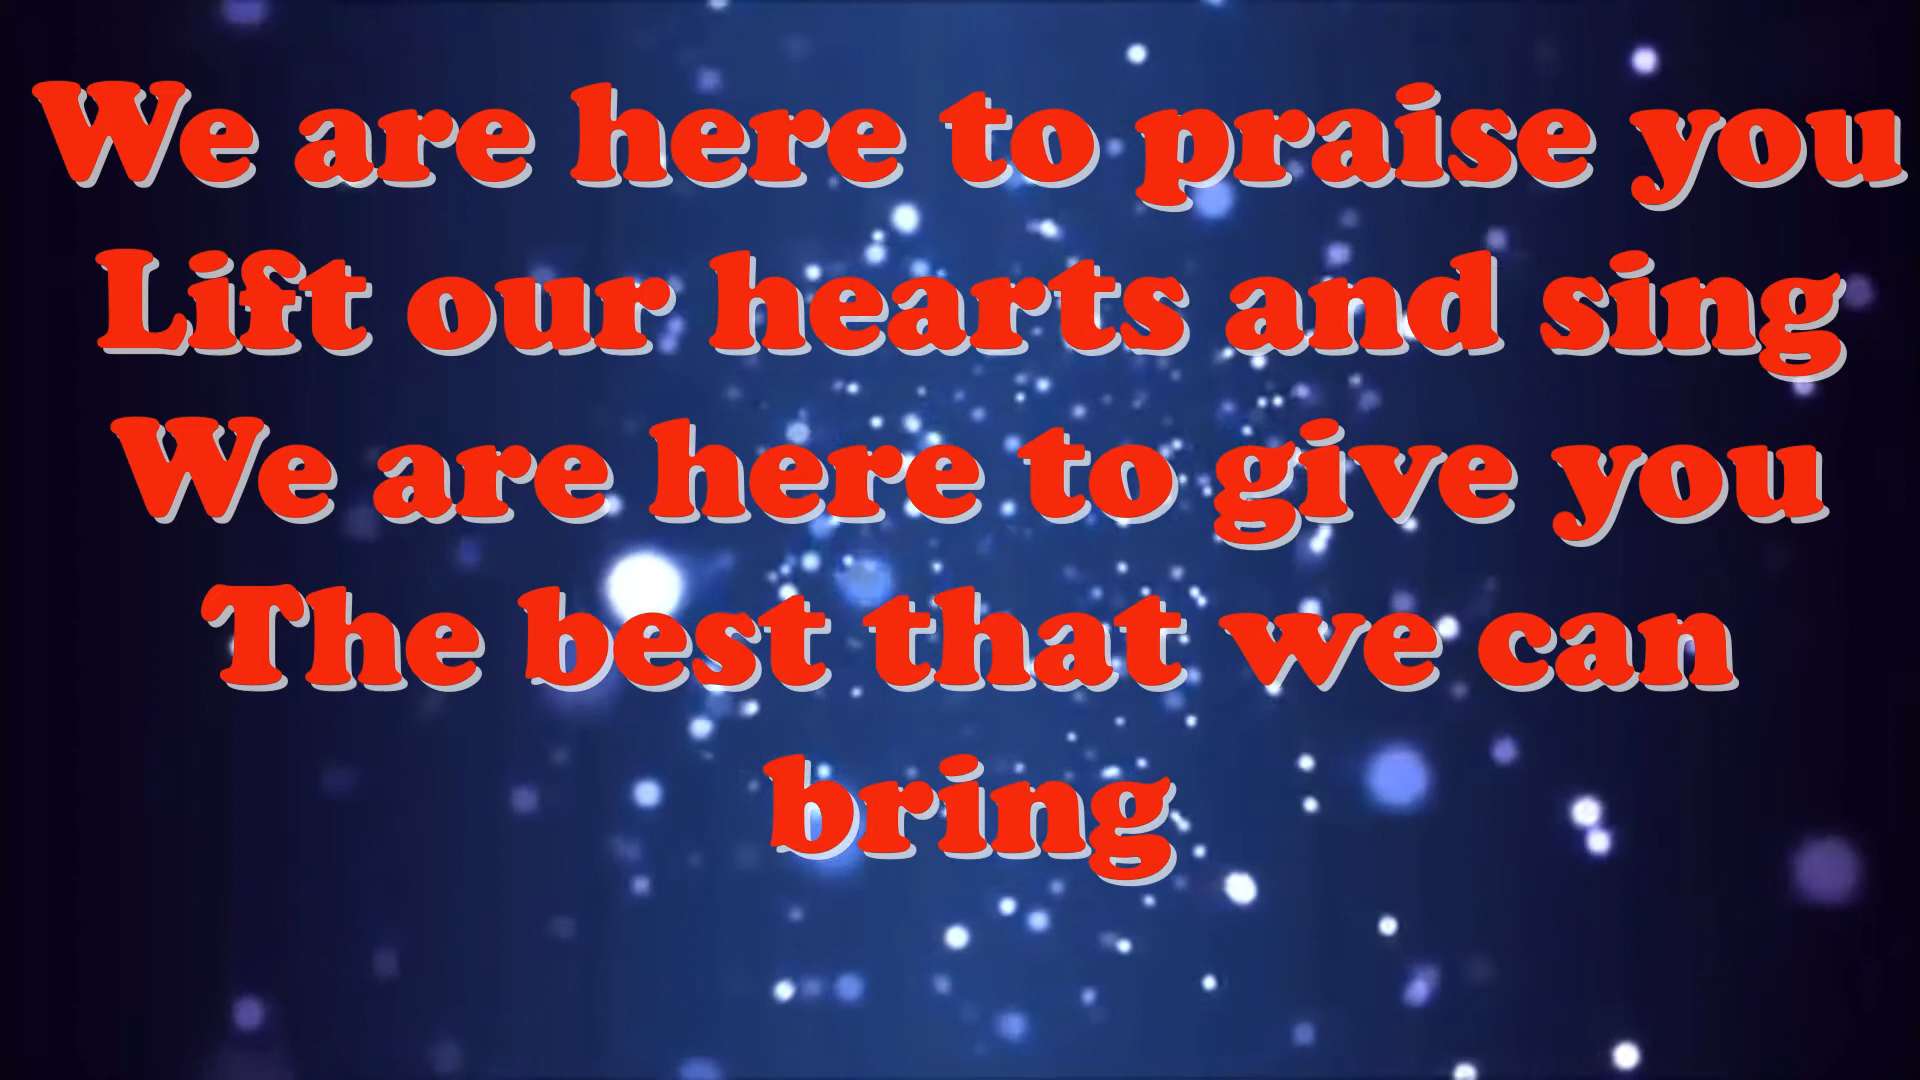 We are here to praise you
Lift our hearts and sing
We are here to give you
The best that we can
bring